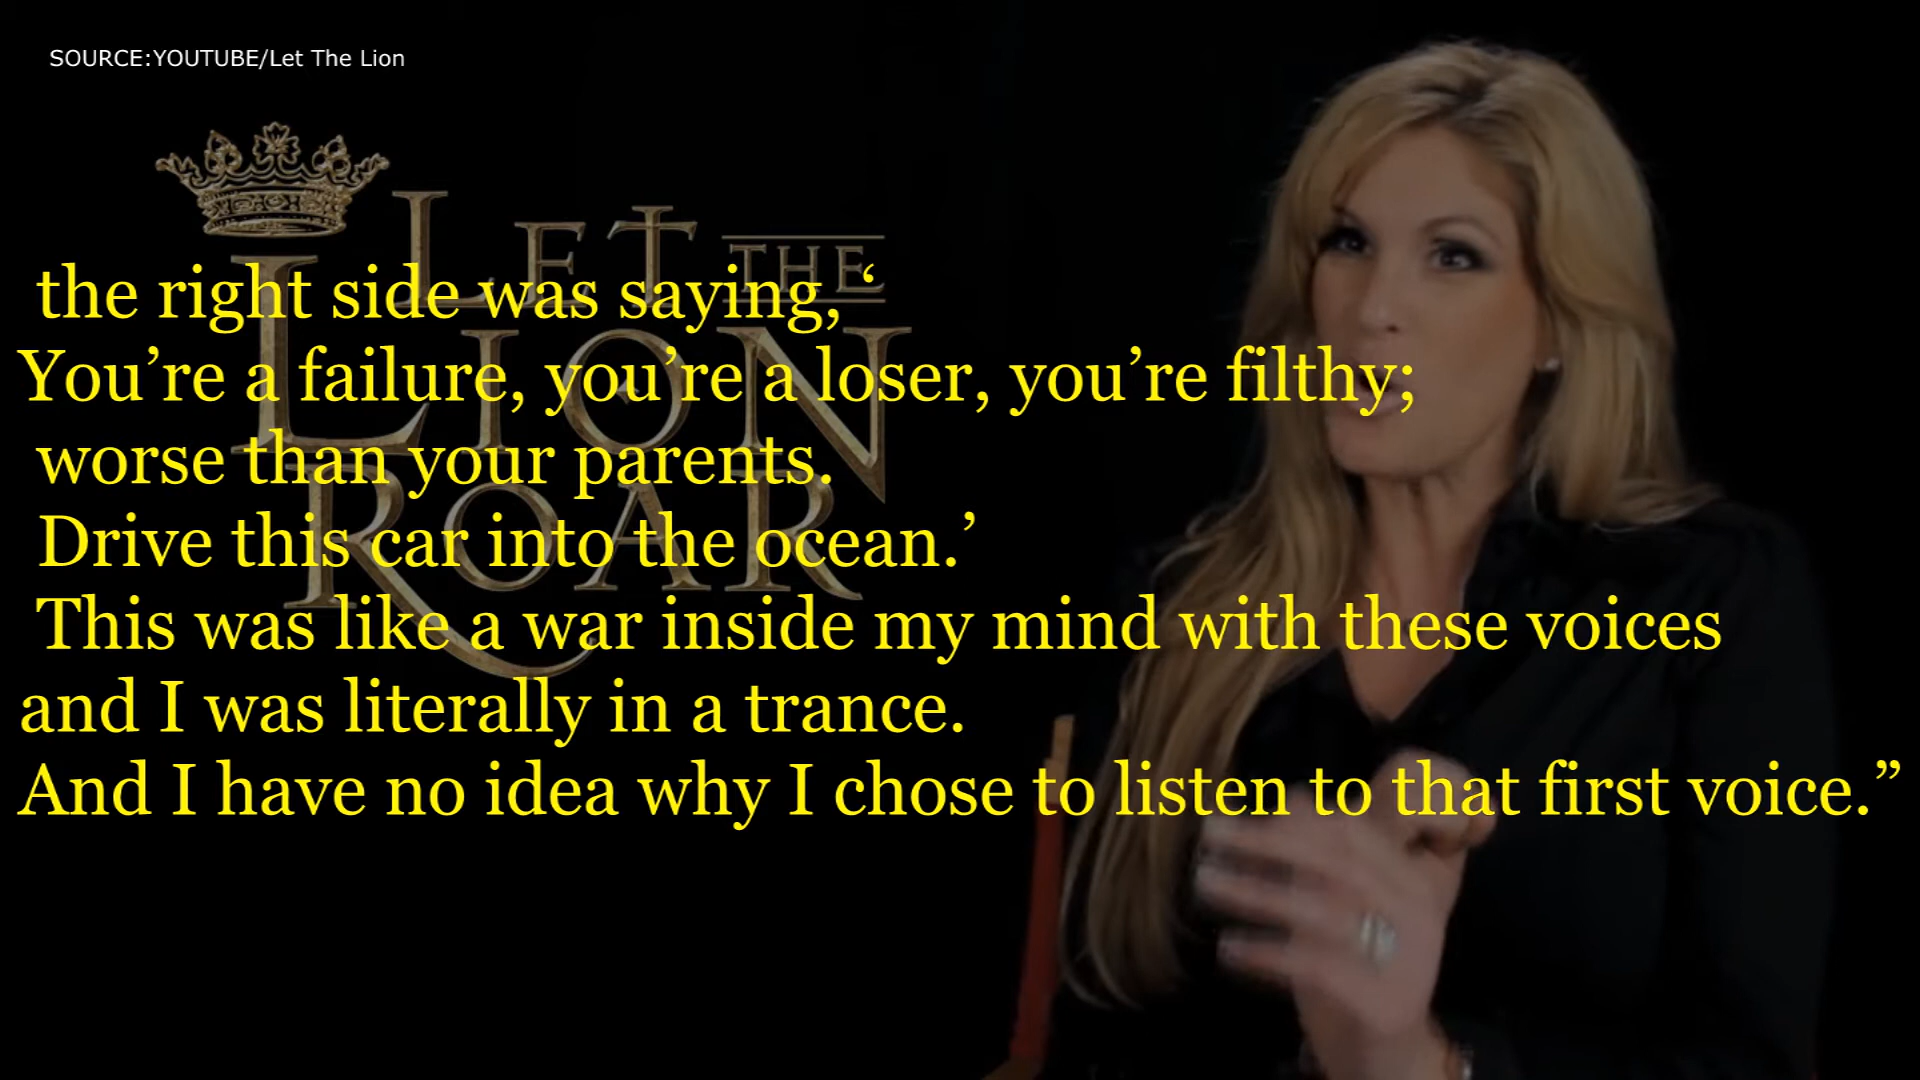 SOURCE:YOUTUBE/Let The Lion
LET THE
LION
ROAR
the right side was saying, ‘
You’re a failure, you’re a loser, you’re filthy;
worse than your parents.
Drive this car into the ocean.’
This was like a war inside my mind with these voices
and I was literally in a trance.
And I have no idea why I chose to listen to that first voice.”